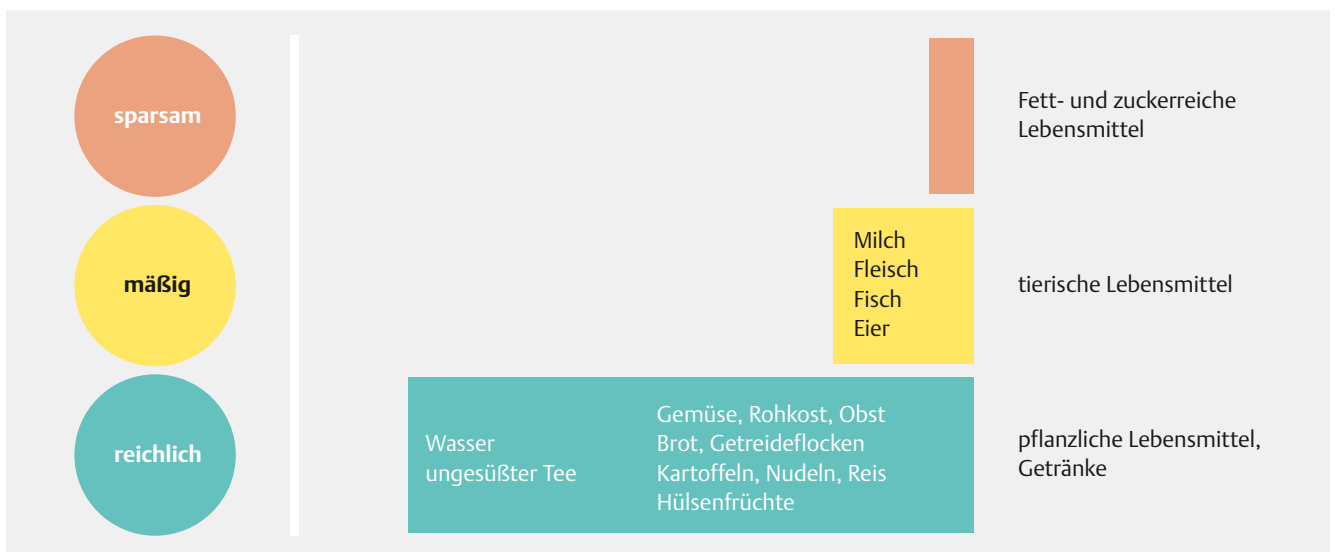 sparsam
Fett- und zuckerreiche
Lebensmittel
mäßig
Milch
Fleisch
Fisch
Eier
tierische Lebensmittel
reichlich
Wasser
ungesüßter Tee
Gemüse, Rohkost, Obst
Brot, Getreideflocken
Kartoffeln, Nudeln, Reis
Hülsenfrüchte
pflanzliche Lebensmittel,
Getränke